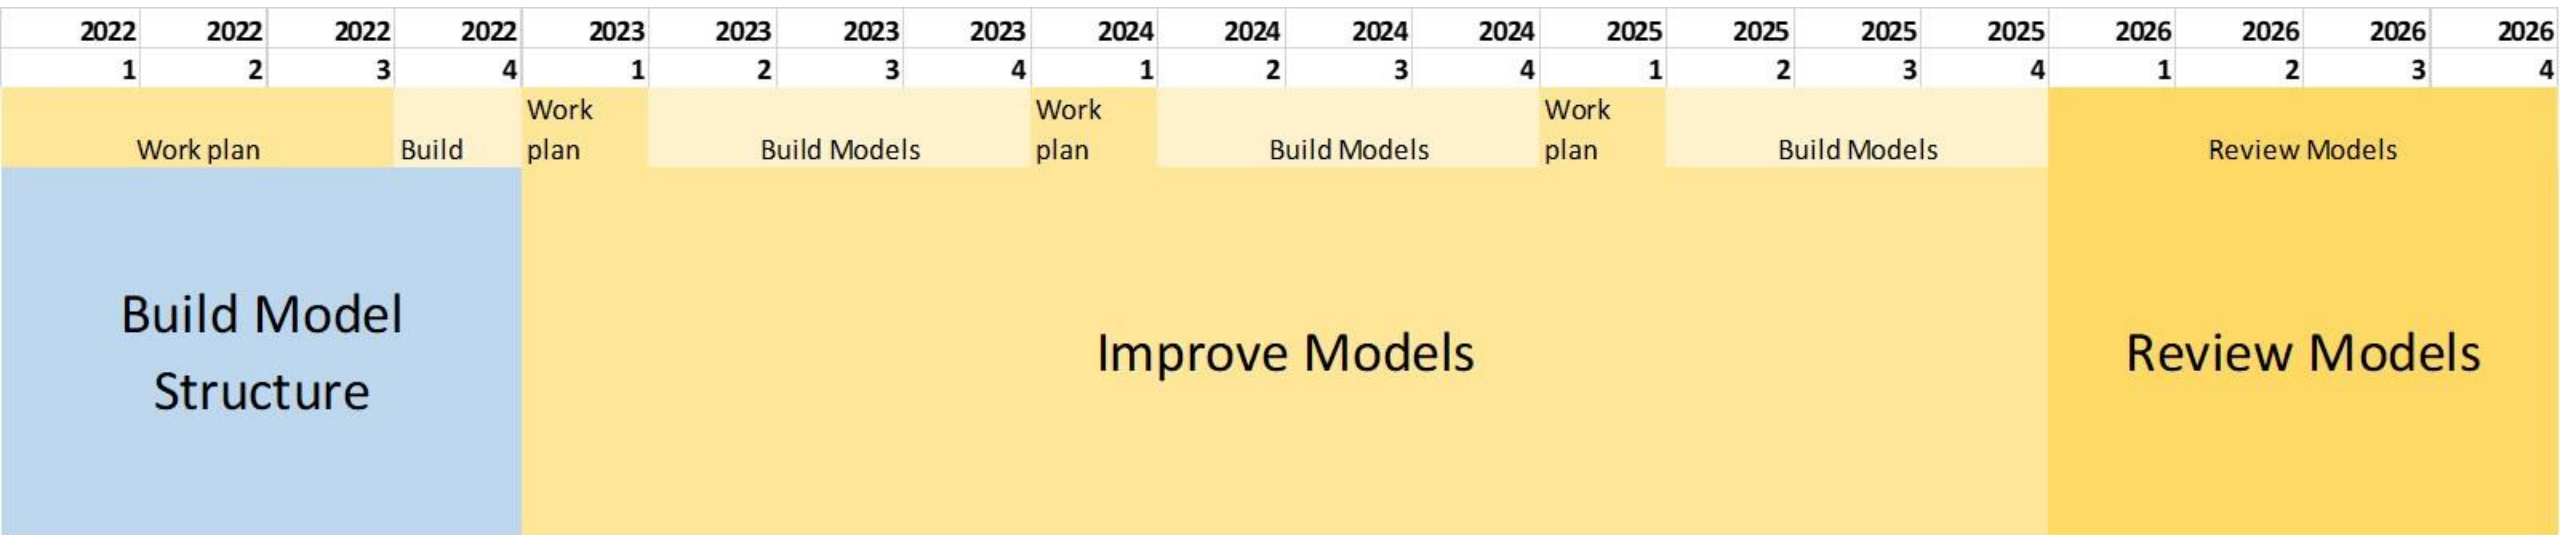 2022 2022 2022 2022 2023 2023 2023 2023 2024 2024 2024 2024 2025 2025 2025 2025 2026 2026 2026 2026
1 2 3 4 1 2 3 4 1 2 3 4 1 2 3 4 1 2 3 4
Work plan
Build
Work
plan
Build Models
Work
plan
Build Models
Work
plan
Build Models
Review Models
Build Model
Structure
Improve Models
Review Models